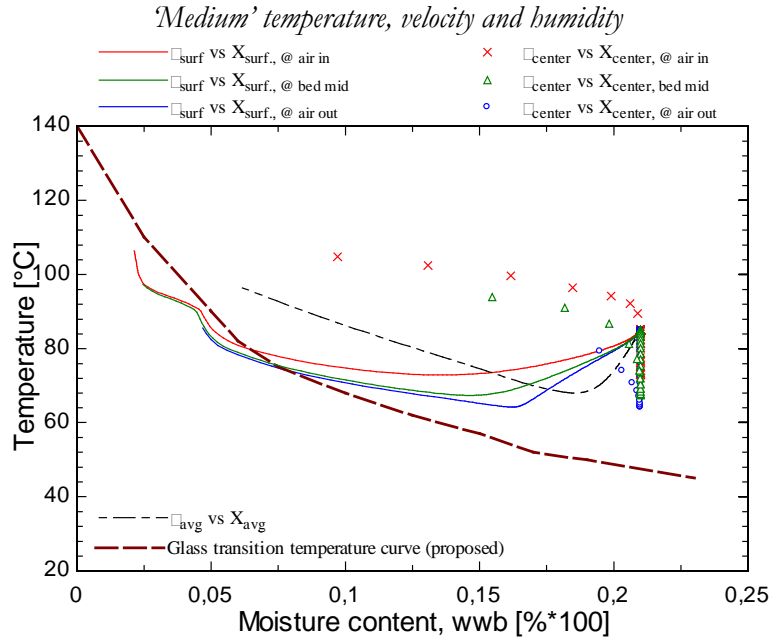 ‘Medium’ temperature, velocity and humidity
□surf vs Xsurf., @ air in
□center vs Xcenter, @ air in
□surf vs Xsurf., @ bed mid
□center vs Xcenter, bed mid
□surf vs Xsurf., @ air out
□center vs Xcenter, @ air out
140
120
100
80
60
40
20
Temperature [°C]
□avg vs Xavg
Glass transition temperature curve (proposed)
0 0,05 0,1 0,15 0,2 0,25
Moisture content, wwb [%*100]